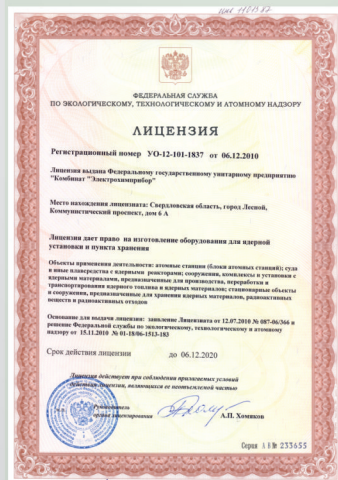 ФЕДЕРАЛЬНАЯ СЛУЖБА
ПО ЭКОЛОГИЧЕСКОМУ, ТЕХНОЛОГИЧЕСКОМУ И АТОМНОМУ НАДЗОРУ
ЛИЦЕНЗИЯ
Регистрационный номер УО-12-101-1837 от 06.12.2010
Лицензия выдана Федеральному государственному унитарному предприятию
"Комбинат "Электрохимприбор"
Место нахождения лицензиата: Свердловская область, город Лесной,
Коммунистический проспект, дом 6 А
Лицензия дает право на изготовление оборудования для ядерной
установки и пункта хранения
Объекты применения деятельности: атомные станции (блоки атомных станций); суда
и иные плавсредства с ядерными реакторами; сооружения, комплексы и установки с
ядерными материалами, предназначенные для производства, переработки и
транспортирования ядерного топлива и ядерных материалов; стационарные объекты
и сооружения, предназначенные для хранения ядерных материалов, радиоактивных
веществ и радиоактивных отходов
Основание для выдачи лицензии: заявление Лицензиата от 12.07.2010 № 087-06/366 и
решение Федеральной службы по экологическому, технологическому и атомному
надзору от 15.11.2010 № 01-18/06-1513-183
Срок действия лицензии до 06.12.2020
Лицензия действует при соблюдении прилагаемых условий
действия лицензии, являющихся ее неотъемлемой частью
Руководитель
органа лицензирования А.П. Хомяков
Серия А В № 233655